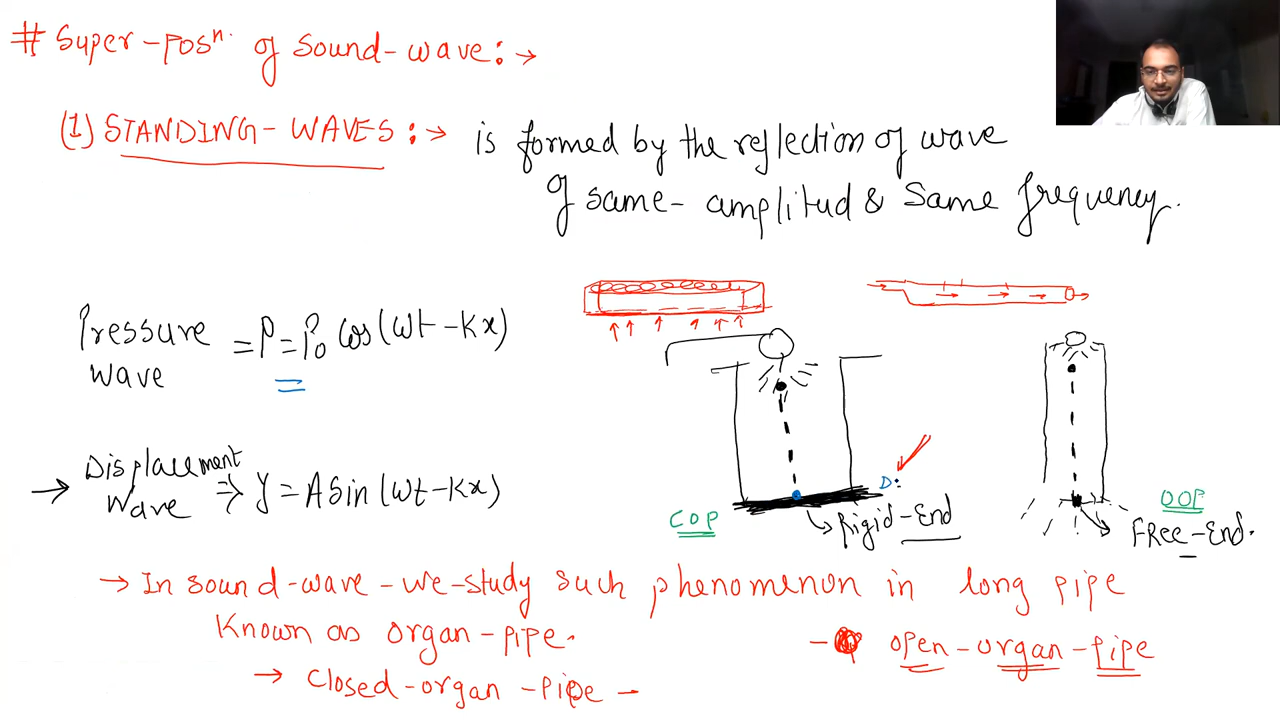 # Super-posn. of sound-wave:→
(1) STANDING-WAVES:→ is formed by the reflection of wave
of same- amplitud & Same frequency.
Pressure wave = P = P₀ cos(wt-Kx)
→ Displacement wave ⇒ y = A sin(wt-Kx)
D:
COP
Rigid-End
OOP
FRee-End.
→ In sound-wave-we-study such phenomenon in long pipe
Known as organ-pipe.
- open-organ-pipe
→ closed-organ-pipe -